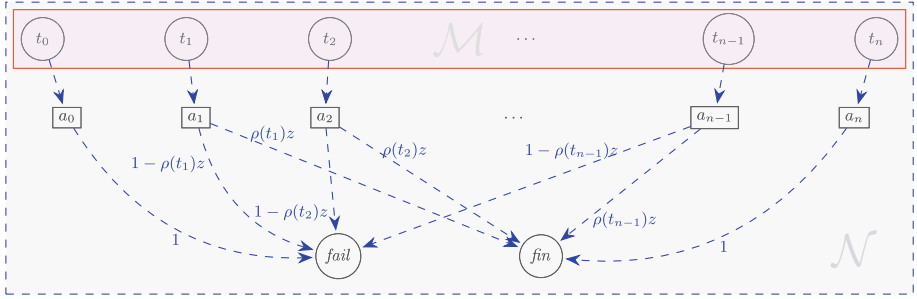 t₀ t₁ t₂ ℳ ⋯ tₙ₋₁ tₙ
a₀ a₁ a₂ ⋯ aₙ₋₁ aₙ
ρ(t₁)z
1 − ρ(t₁)z ρ(t₂)z 1 − ρ(tₙ₋₁)z
1 − ρ(t₂)z ρ(tₙ₋₁)z
1 1
fail fin 𝒩